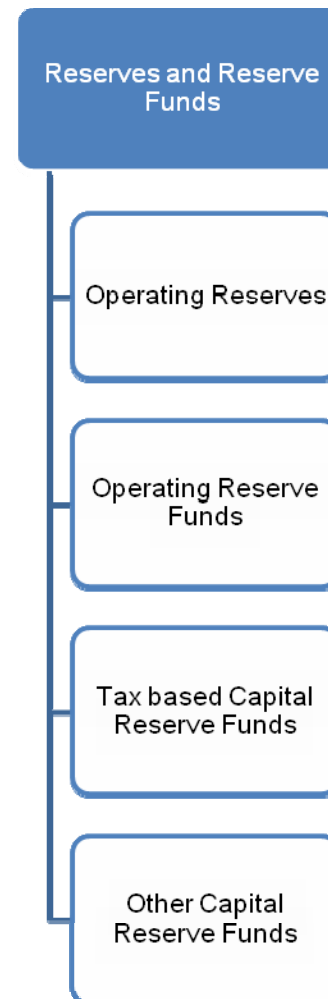 Reserves and Reserve
Funds
Operating Reserves
Operating Reserve
Funds
Tax based Capital
Reserve Funds
Other Capital
Reserve Funds